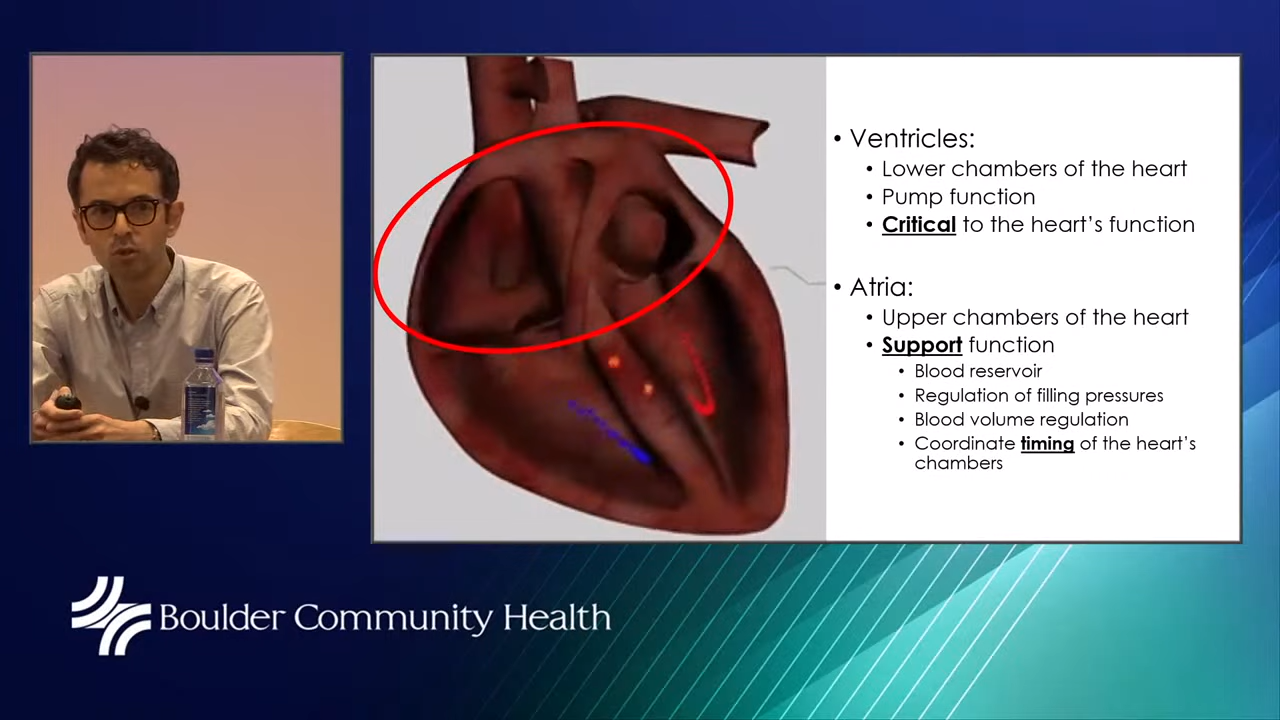 • Ventricles:
• Lower chambers of the heart
• Pump function
• Critical to the heart's function
• Atria:
• Upper chambers of the heart
• Support function
• Blood reservoir
• Regulation of filling pressures
• Blood volume regulation
• Coordinate timing of the heart's
chambers
Boulder Community Health